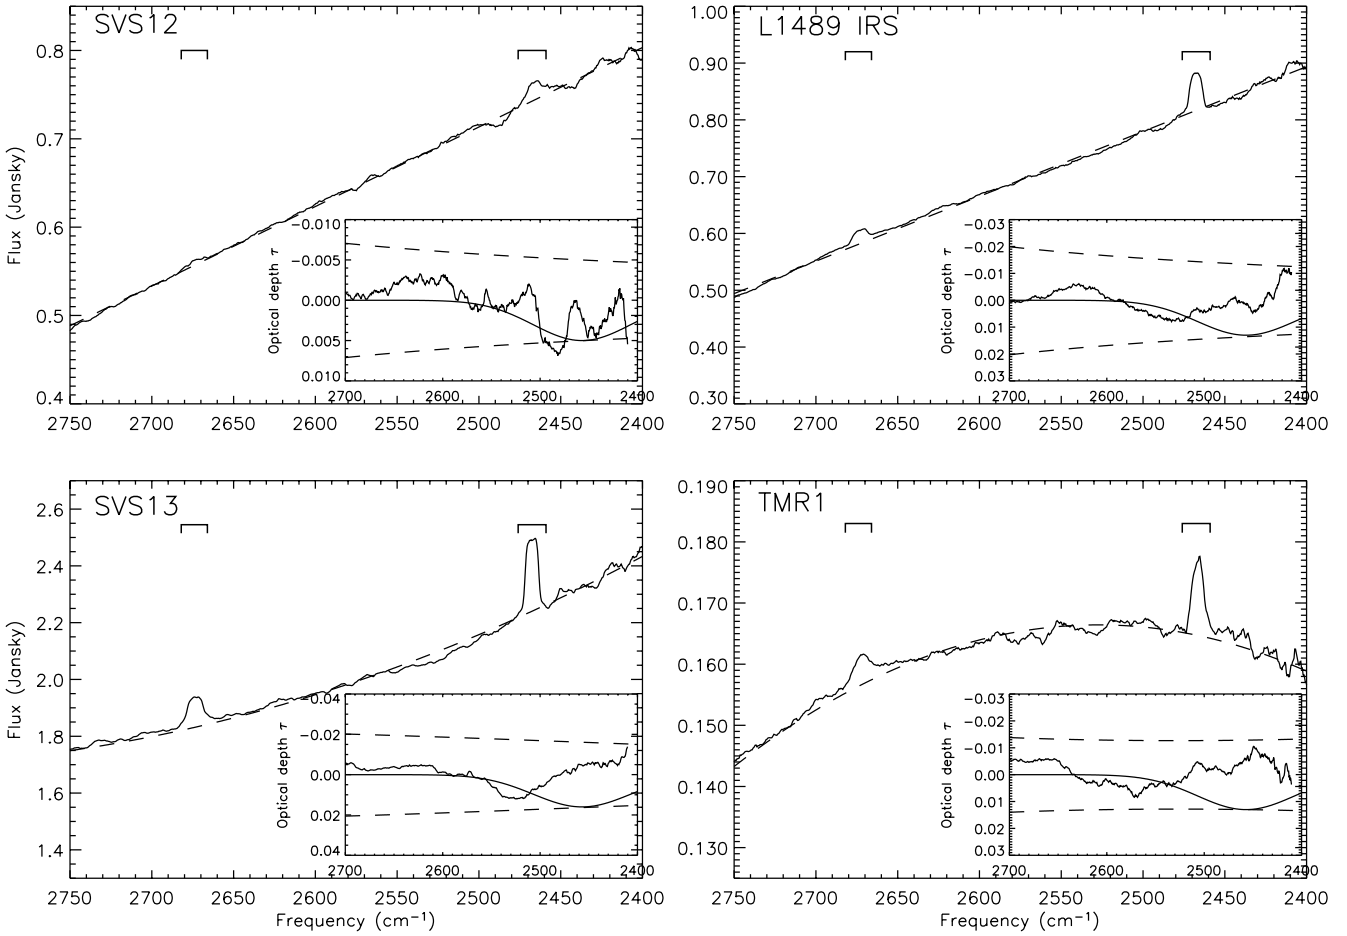 SVS12
0.8
0.7
0.6
0.5
0.4
Flux (Jansky)
2750 2700 2650 2600 2550 2500 2450 2400
Optical depth τ
−0.010
−0.005
0.000
0.005
0.010
2700 2600 2500 2400
L1489 IRS
1.00
0.90
0.80
0.70
0.60
0.50
0.40
0.30
2750 2700 2650 2600 2550 2500 2450 2400
Optical depth τ
−0.03
−0.02
−0.01
0.00
0.01
0.02
0.03
2700 2600 2500 2400
SVS13
2.6
2.4
2.2
2.0
1.8
1.6
1.4
Flux (Jansky)
2750 2700 2650 2600 2550 2500 2450 2400
Frequency (cm⁻¹)
Optical depth τ
−0.04
−0.02
0.00
0.02
0.04
2700 2600 2500 2400
TMR1
0.190
0.180
0.170
0.160
0.150
0.140
0.130
2750 2700 2650 2600 2550 2500 2450 2400
Frequency (cm⁻¹)
Optical depth τ
−0.03
−0.02
−0.01
0.00
0.01
0.02
0.03
2700 2600 2500 2400